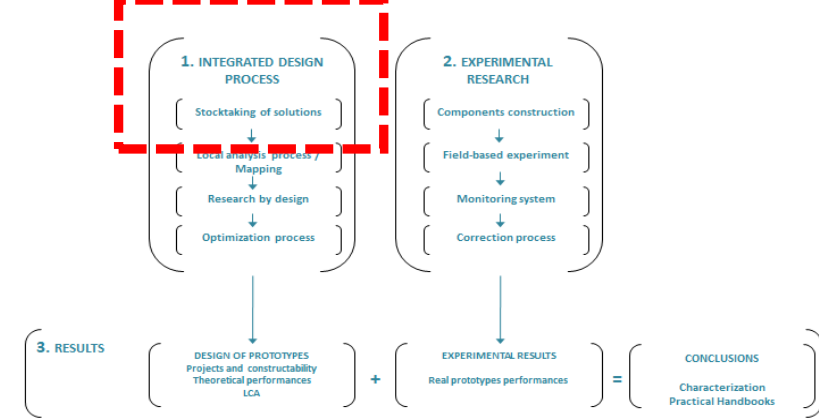 1. INTEGRATED DESIGN
PROCESS
Stocktaking of solutions
Local analysis process /
Mapping
Research by design
Optimization process
2. EXPERIMENTAL
RESEARCH
Components construction
Field-based experiment
Monitoring system
Correction process
3. RESULTS
DESIGN OF PROTOTYPES
Projects and constructability
Theoretical performances
LCA
+
EXPERIMENTAL RESULTS
Real prototypes performances
=
CONCLUSIONS
Characterization
Practical Handbooks